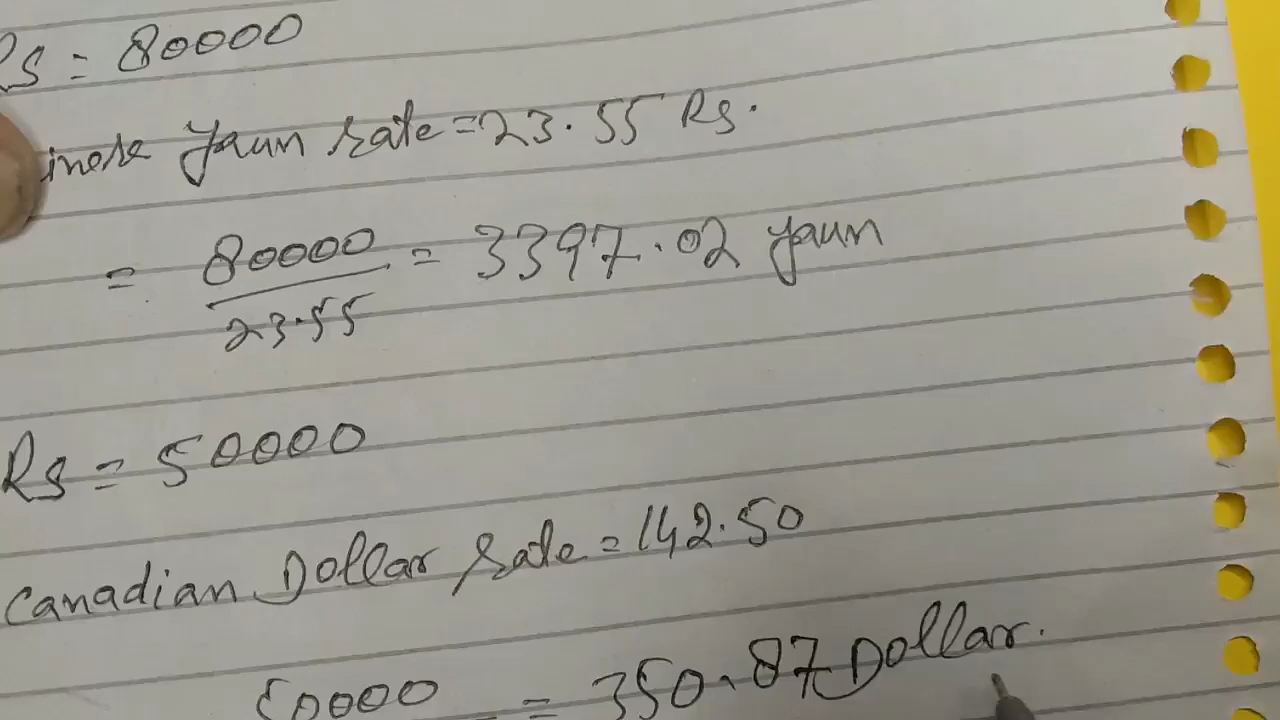 Rs = 80000
inese Yaun rate = 23.55 Rs.
= 80000 = 3397.02 Yaun
23.55
Rs = 50000
Canadian Dollar rate = 142.50
50000 = 350.87 Dollar.